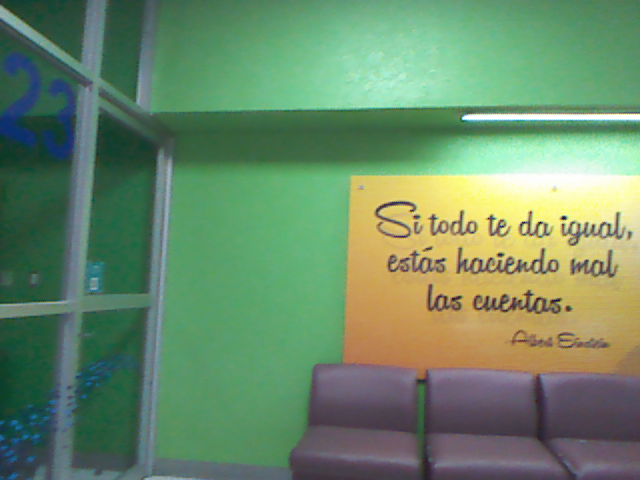 23
Si todo te da igual,
estás haciendo mal
las cuentas.
-Albert Einstein